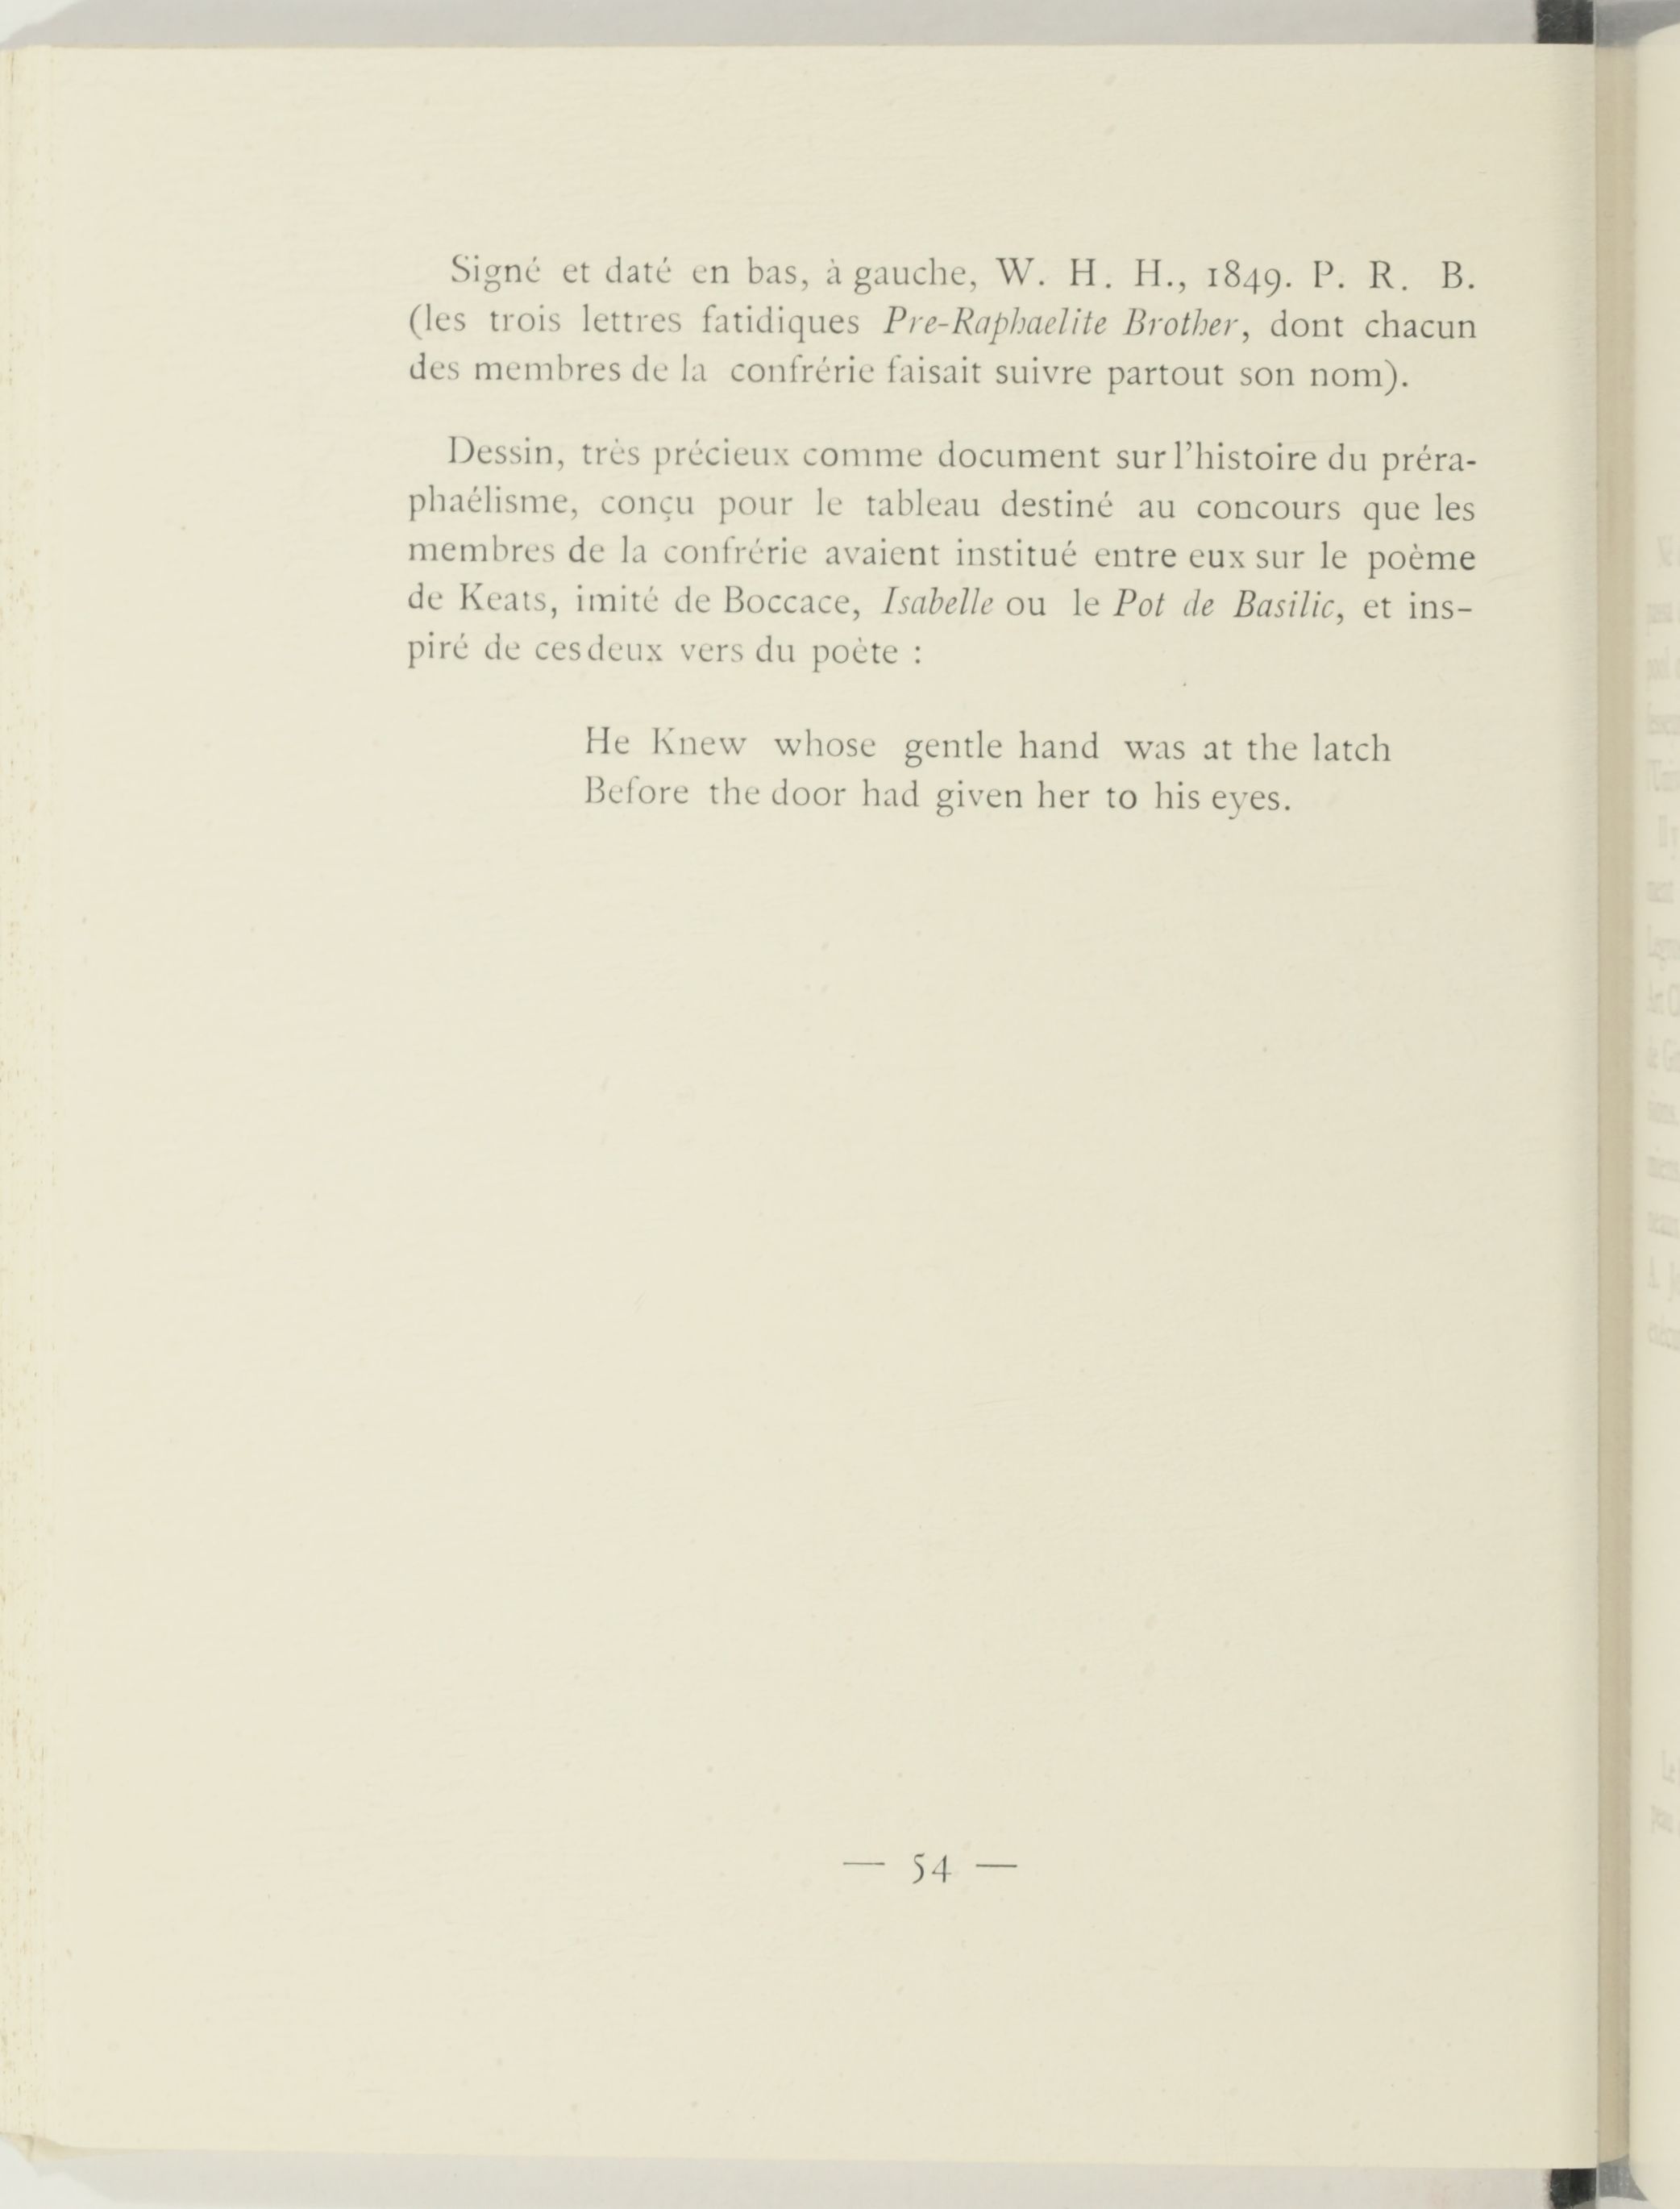 Signé et daté en bas, à gauche, W. H. H., 1849. P. R. B.
(les trois lettres fatidiques Pre-Raphaelite Brother, dont chacun
des membres de la confrérie faisait suivre partout son nom).
Dessin, très précieux comme document sur l'histoire du préra-
phaélisme, conçu pour le tableau destiné au concours que les
membres de la confrérie avaient institué entre eux sur le poème
de Keats, imité de Boccace, Isabelle ou le Pot de Basilic, et ins-
piré de ces deux vers du poète :
He Knew whose gentle hand was at the latch
Before the door had given her to his eyes.
— 54 —